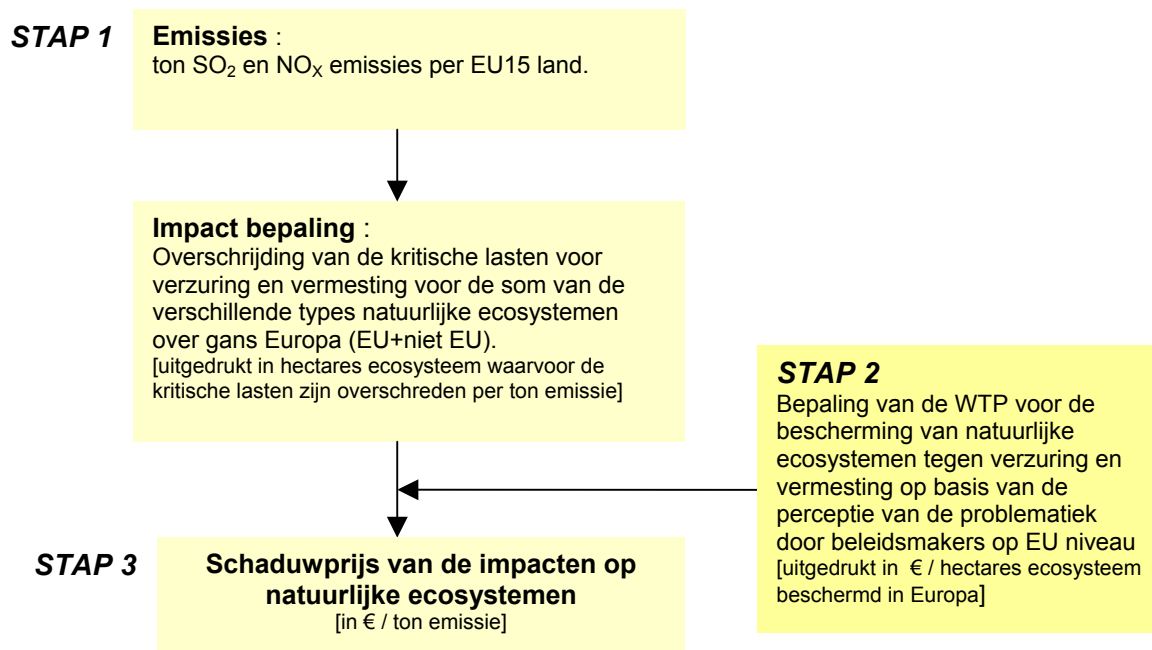 STAP 1
Emissies :
ton SO₂ en NOₓ emissies per EU15 land.
Impact bepaling :
Overschrijding van de kritische lasten voor
verzuring en vermesting voor de som van de
verschillende types natuurlijke ecosystemen
over gans Europa (EU+niet EU).
[uitgedrukt in hectares ecosysteem waarvoor de
kritische lasten zijn overschreden per ton emissie]
STAP 2
Bepaling van de WTP voor de
bescherming van natuurlijke
ecosystemen tegen verzuring en
vermesting op basis van de
perceptie van de problematiek
door beleidsmakers op EU niveau
[uitgedrukt in € / hectares ecosysteem
beschermd in Europa]
STAP 3
Schaduwprijs van de impacten op
natuurlijke ecosystemen
[in € / ton emissie]